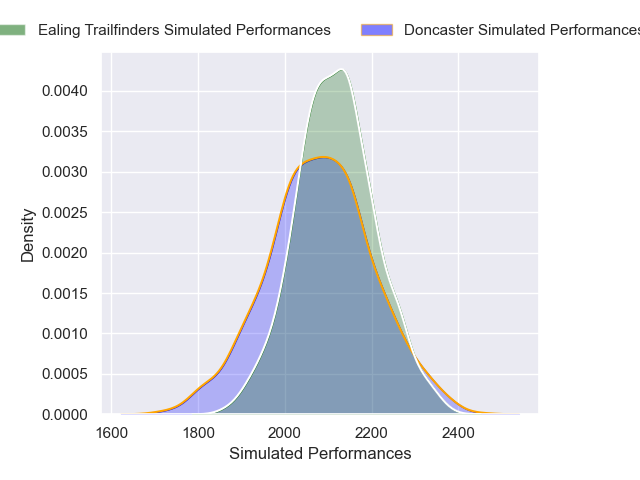 Ealing Trailfinders Simulated Performances
Doncaster Simulated Performances
0.0040
0.0035
0.0030
0.0025
0.0020
0.0015
0.0010
0.0005
0.0000
Density
1600 1800 2000 2200 2400
Simulated Performances